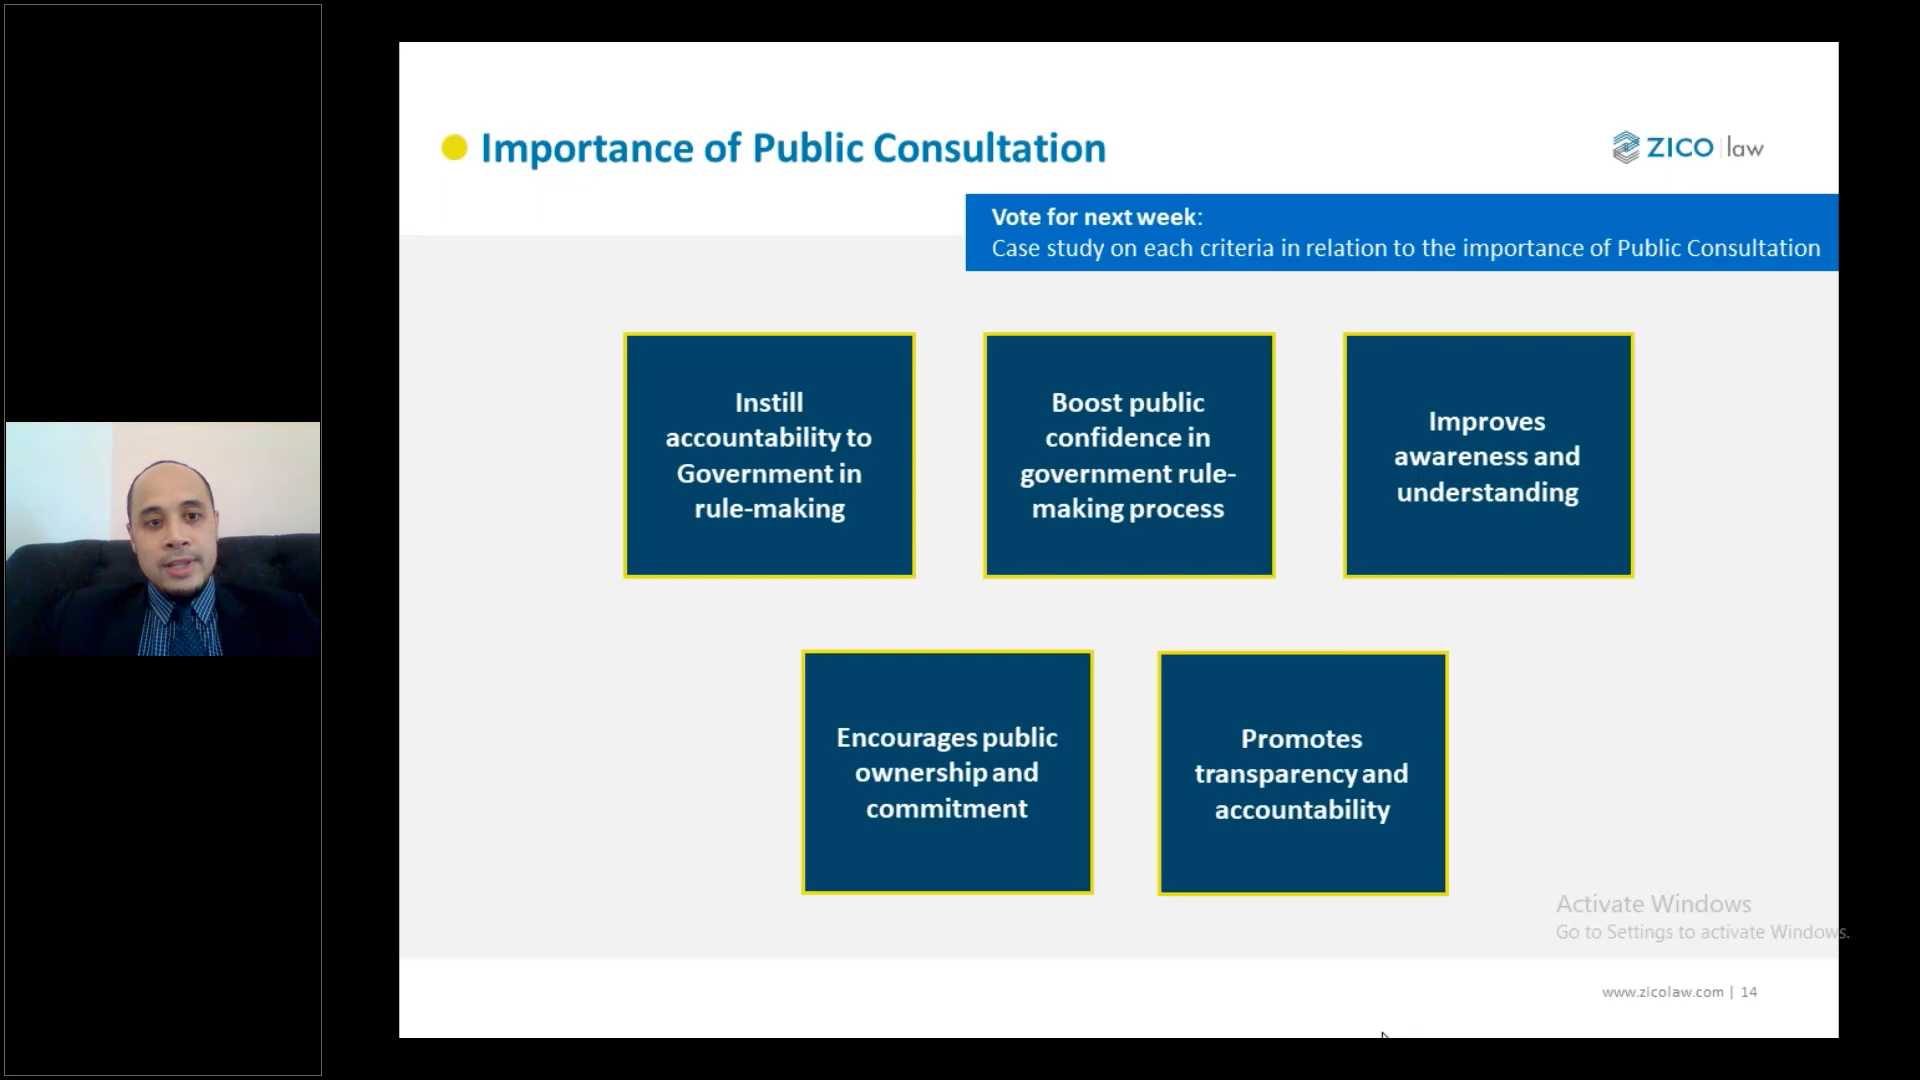 Importance of Public Consultation
ZICO law
Vote for next week:
Case study on each criteria in relation to the importance of Public Consultation
Instill
accountability to
Government in
rule-making
Boost public
confidence in
government rule-
making process
Improves
awareness and
understanding
Encourages public
ownership and
commitment
Promotes
transparency and
accountability
Activate Windows
Go to Settings to activate Windows.
www.zicolaw.com | 14